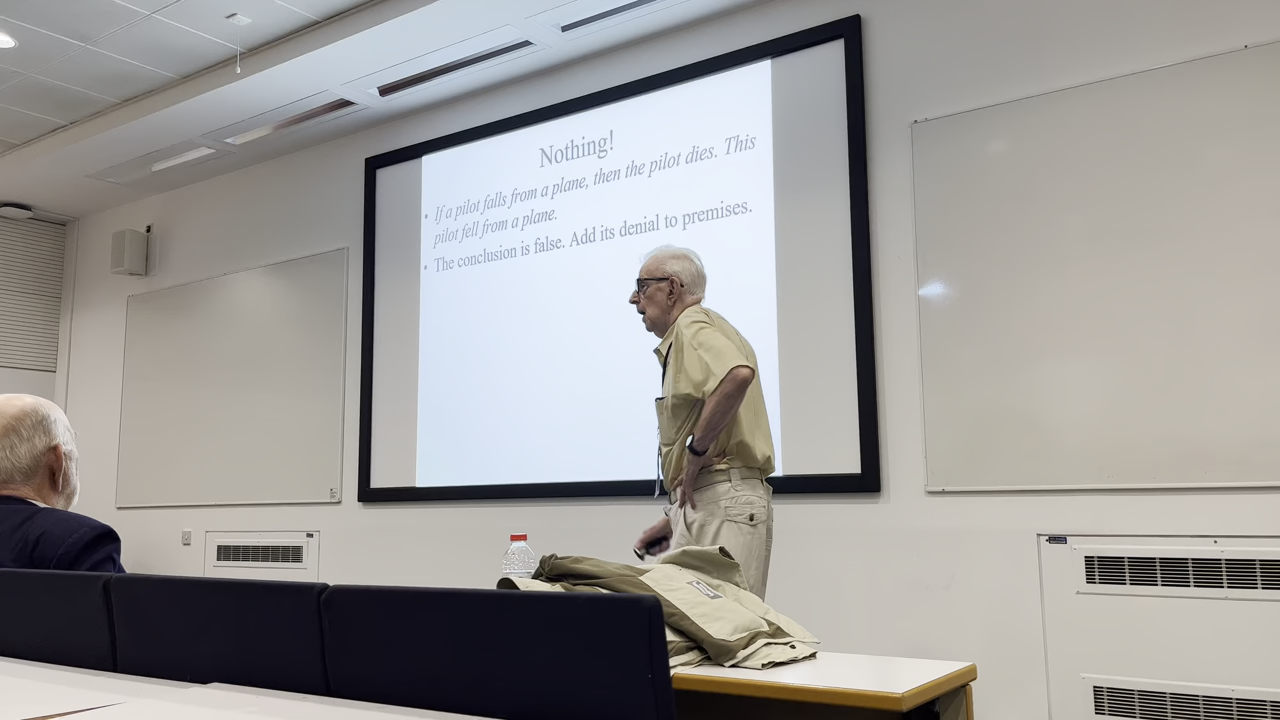 Nothing!
• If a pilot falls from a plane, then the pilot dies. This
pilot fell from a plane.
• The conclusion is false. Add its denial to premises.